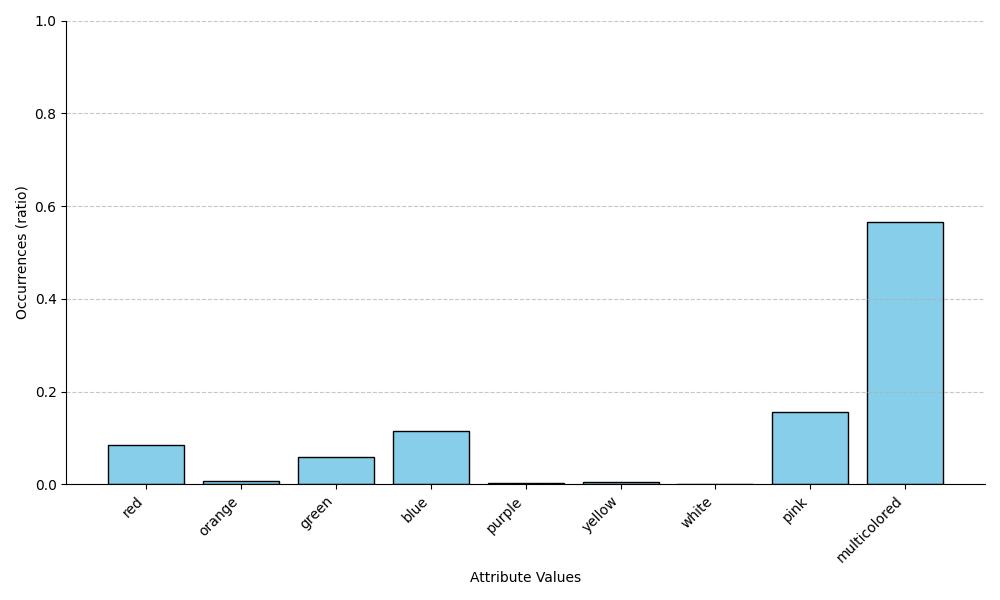 1.0
0.8
0.6
0.4
0.2
0.0
Occurrences (ratio)
red
orange
green
blue
purple
yellow
white
pink
multicolored
Attribute Values